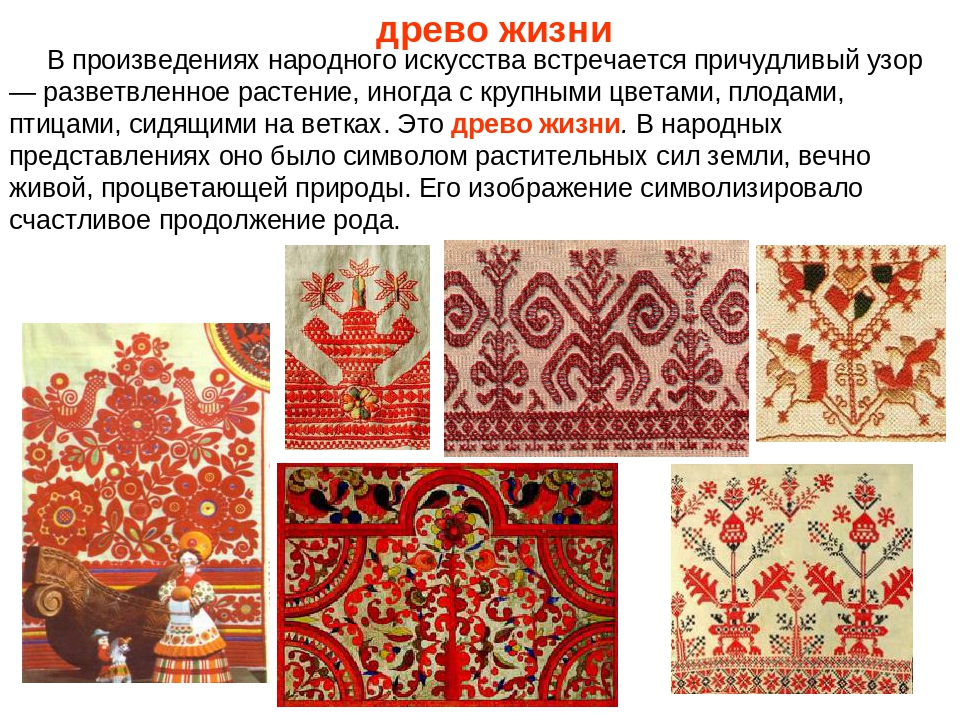 древо жизни
В произведениях народного искусства встречается причудливый узор
— разветвленное растение, иногда с крупными цветами, плодами,
птицами, сидящими на ветках. Это древо жизни. В народных
представлениях оно было символом растительных сил земли, вечно
живой, процветающей природы. Его изображение символизировало
счастливое продолжение рода.